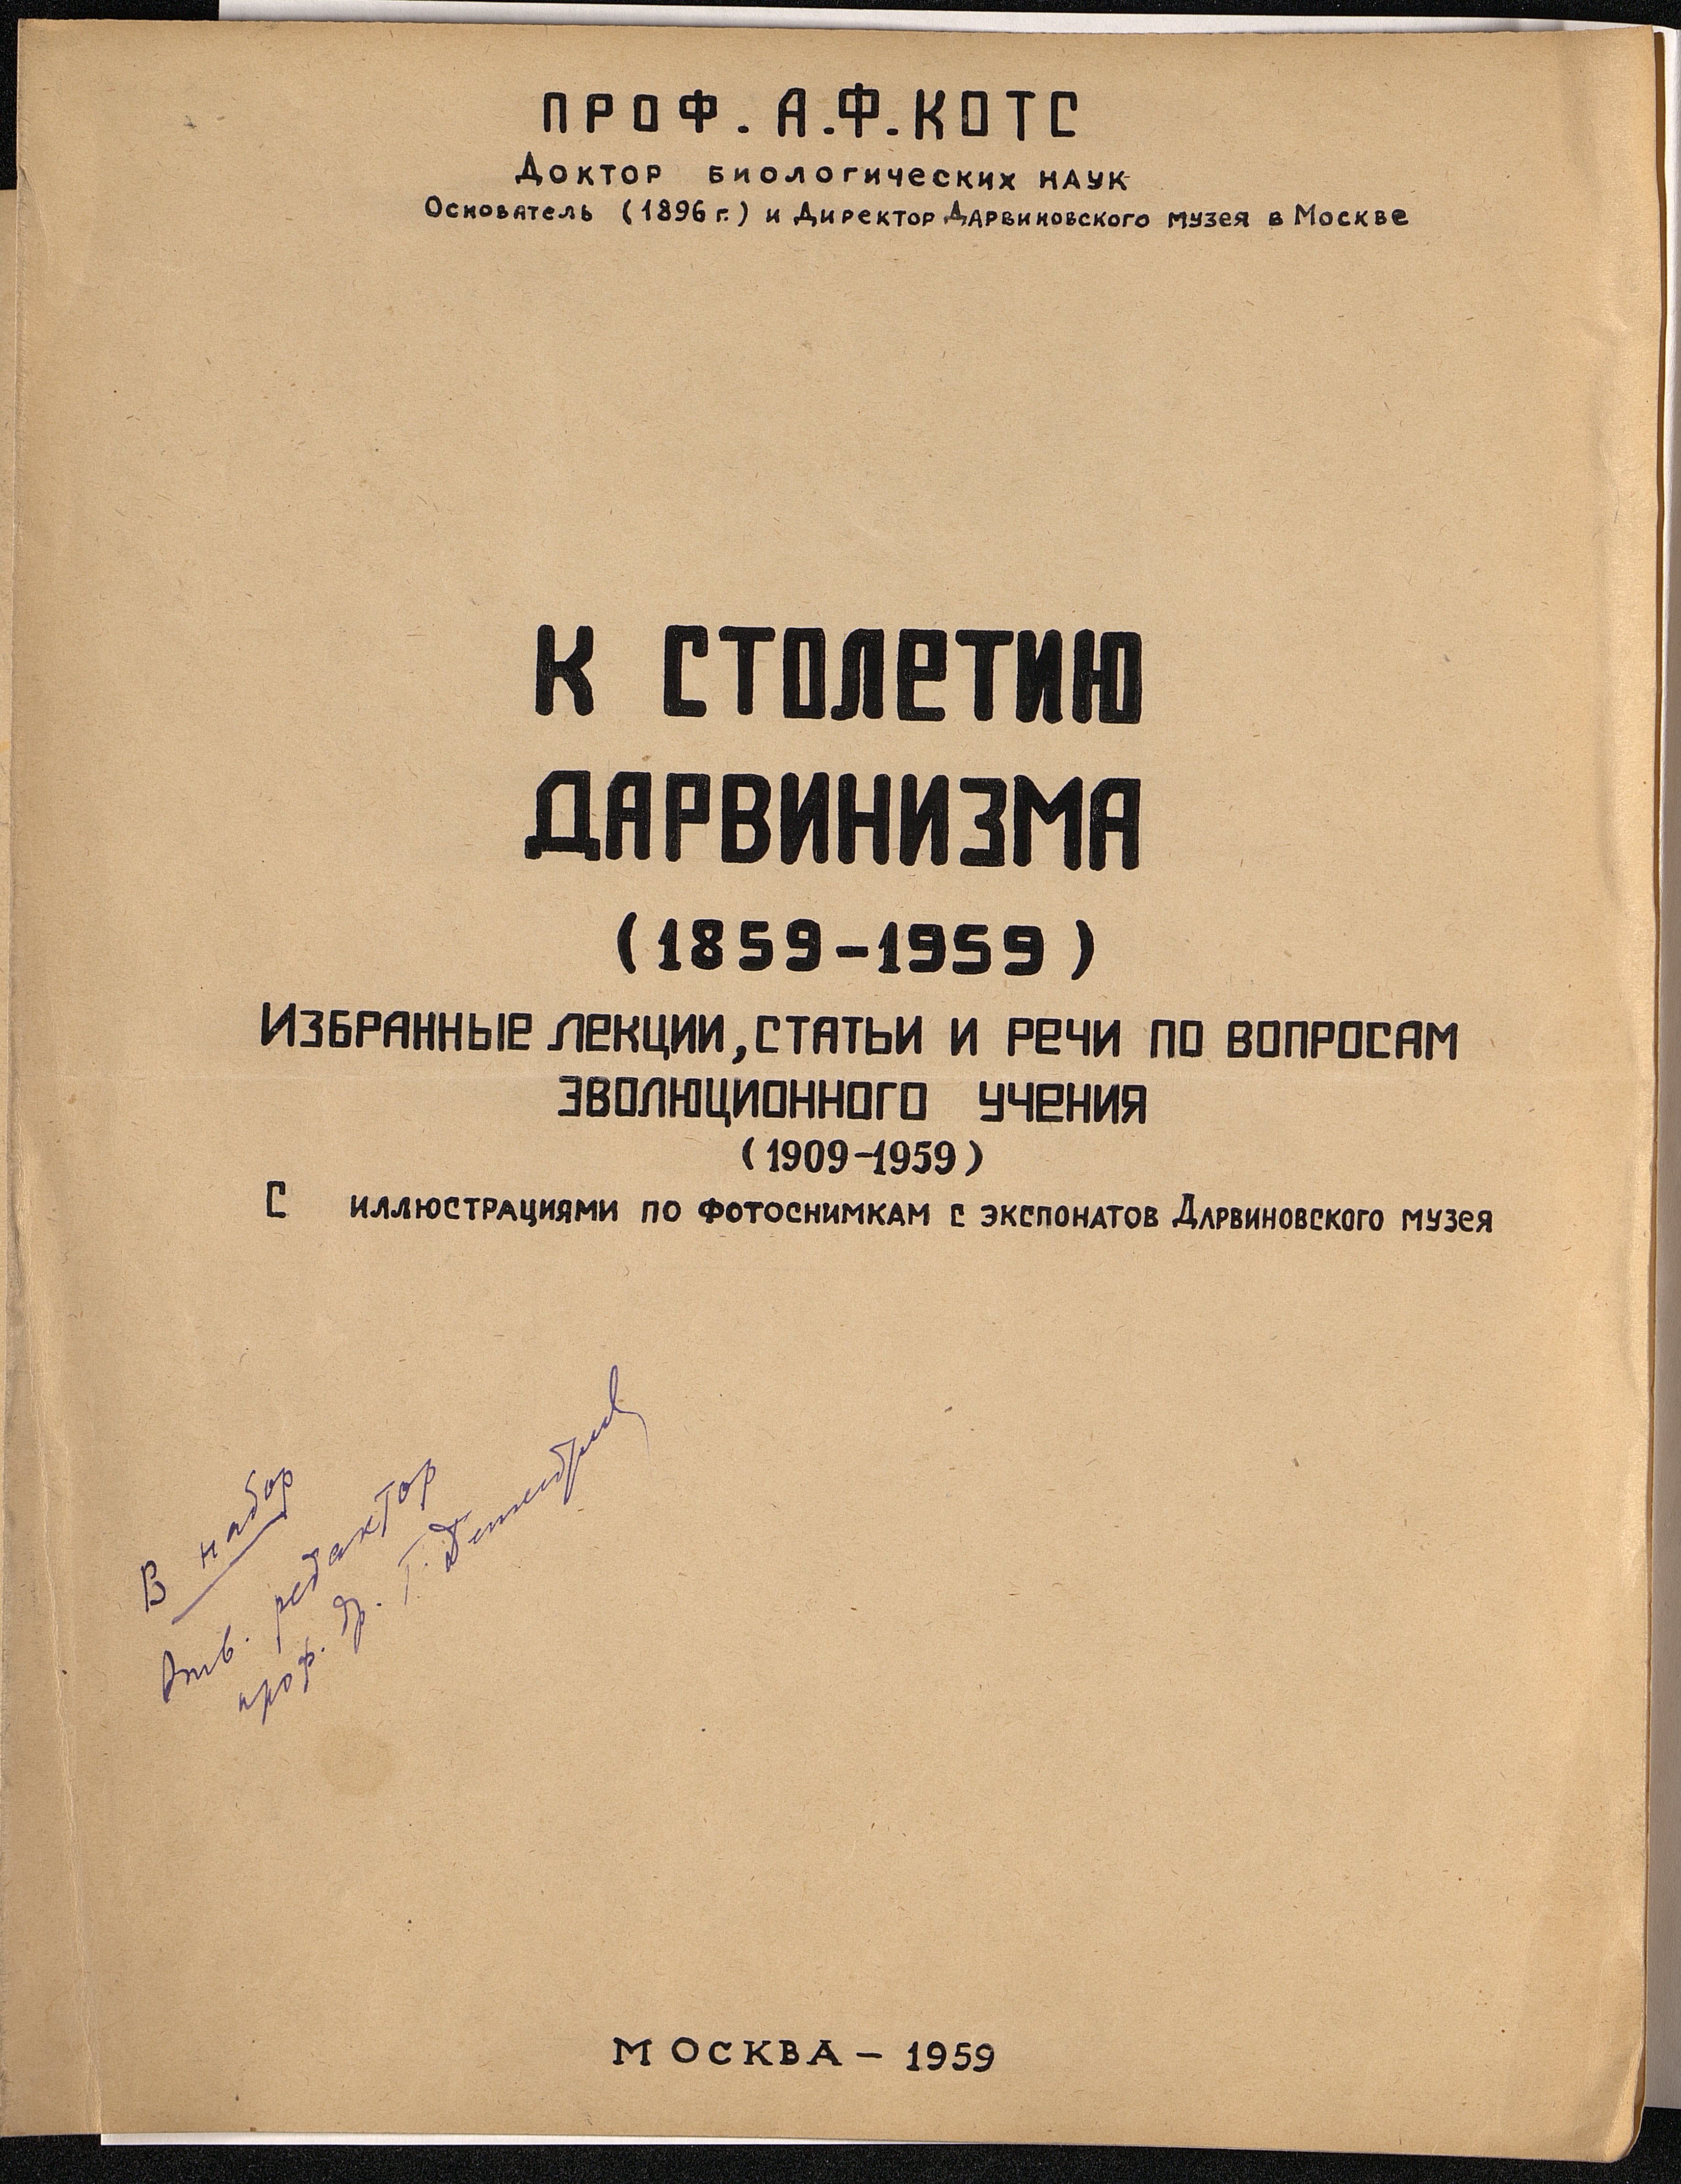 ПРОФ. А.Ф. КОТС
Доктор биологических наук
Основатель (1896 г.) и Директор Дарвиновского музея в Москве
К СТОЛЕТИЮ
ДАРВИНИЗМА
(1859-1959)
Избранные лекции, статьи и речи по вопросам
эволюционного учения
(1909-1959)
С иллюстрациями по фотоснимкам с экспонатов Дарвиновского музея
В набор
Отв. редактор
проф. др. Г.
МОСКВА - 1959